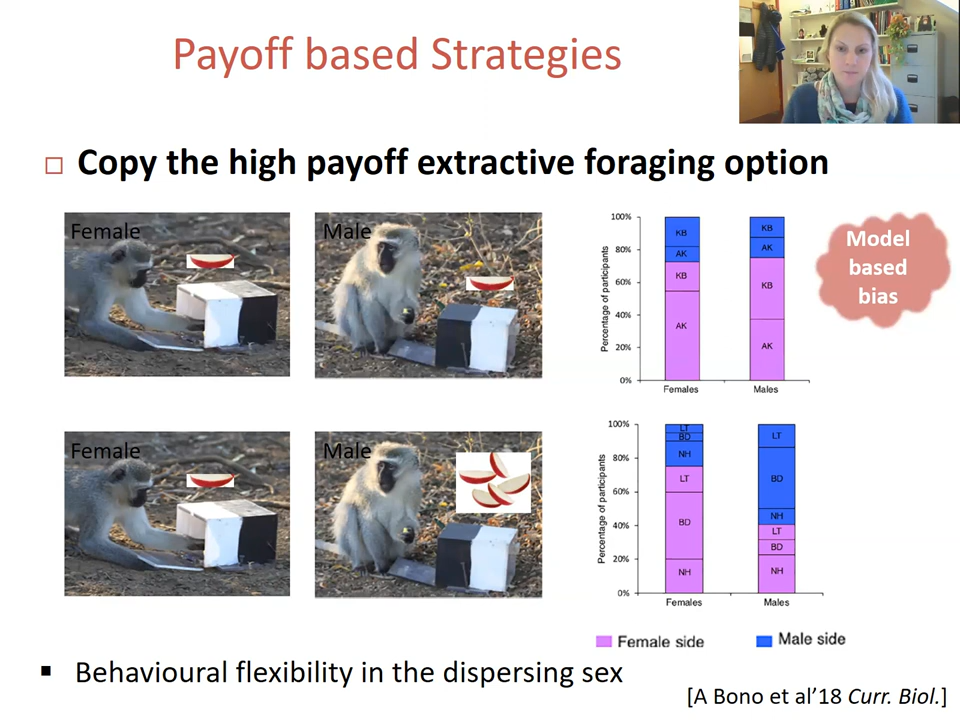 Payoff based Strategies
Copy the high payoff extractive foraging option
Female
Male
100%
80%
60%
40%
20%
0%
Percentage of participants
KB
AK
KB
AK
KB
AK
KB
AK
Females
Males
Model
based
bias
Female
Male
100%
80%
60%
40%
20%
0%
Percentage of participants
LT
BD
NH
LT
BD
NH
LT
BD
NH
LT
BD
NH
Females
Males
Female side
Male side
Behavioural flexibility in the dispersing sex
[A Bono et al’18 Curr. Biol.]